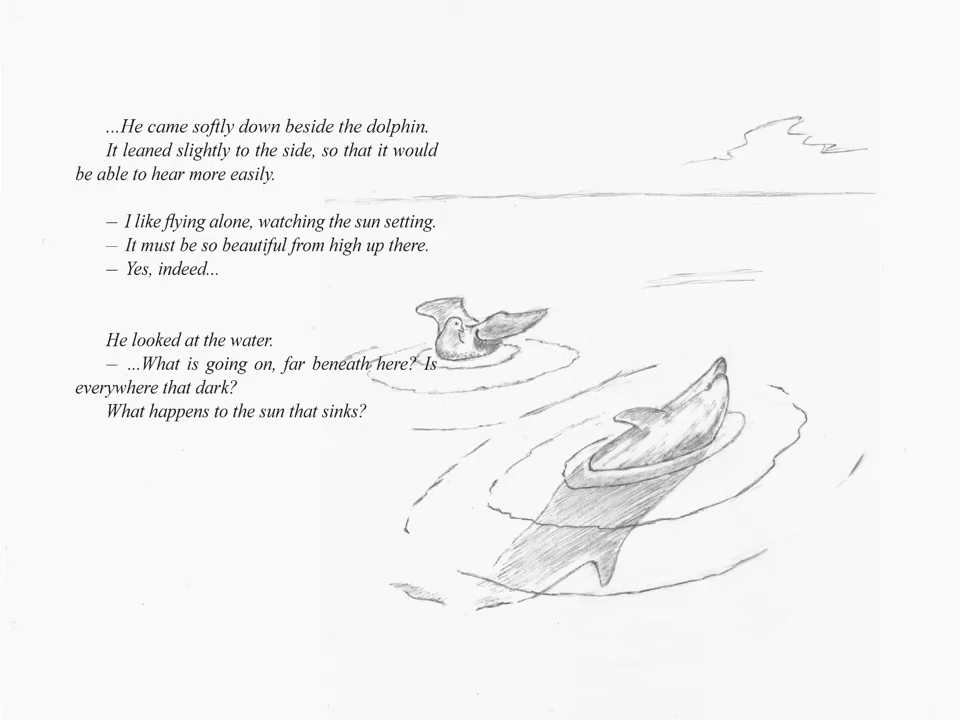 ...He came softly down beside the dolphin.
It leaned slightly to the side, so that it would
be able to hear more easily.
– I like flying alone, watching the sun setting.
– It must be so beautiful from high up there.
– Yes, indeed...
He looked at the water.
– ...What is going on, far beneath here? Is
everywhere that dark?
What happens to the sun that sinks?